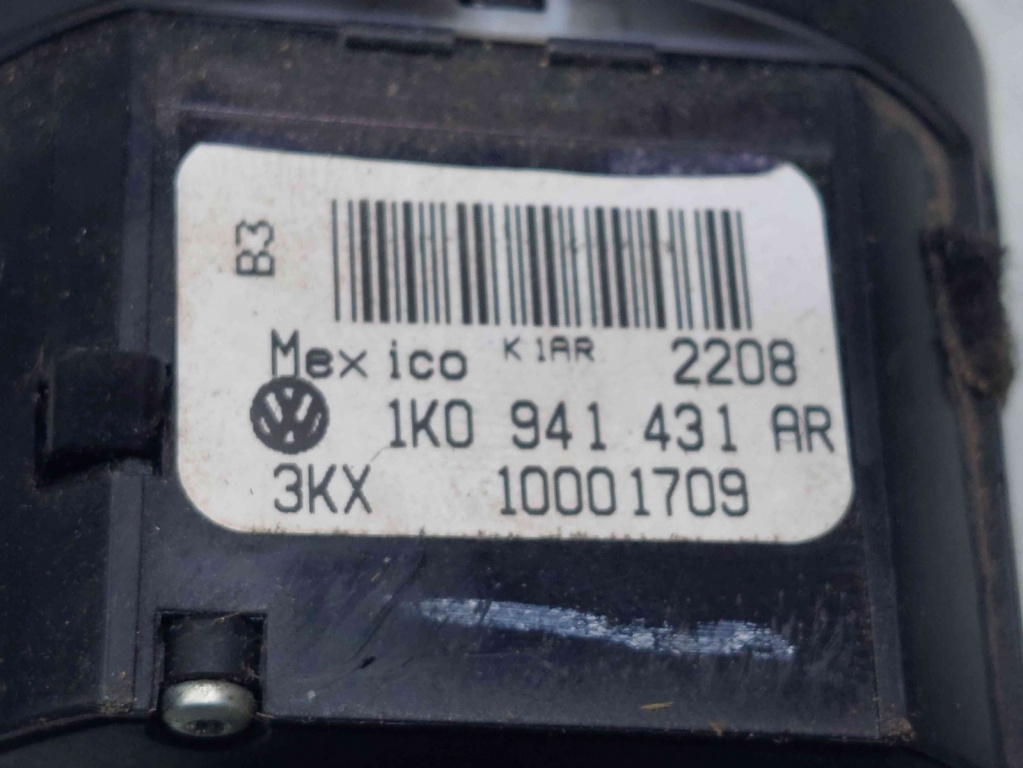 B3
Mexico K1AR 2208
1K0 941 431 AR
3KX 10001709